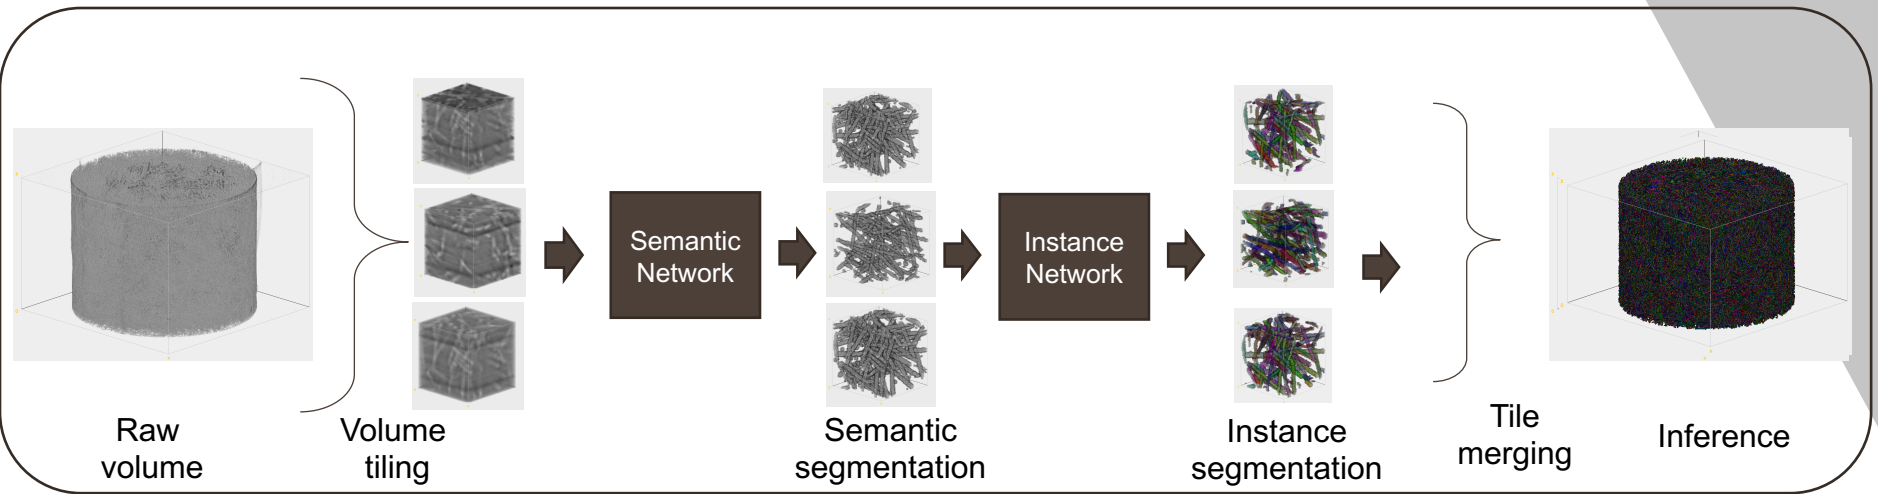 Semantic
Network
Instance
Network
Raw
volume
Volume
tiling
Semantic
segmentation
Instance
segmentation
Tile
merging
Inference